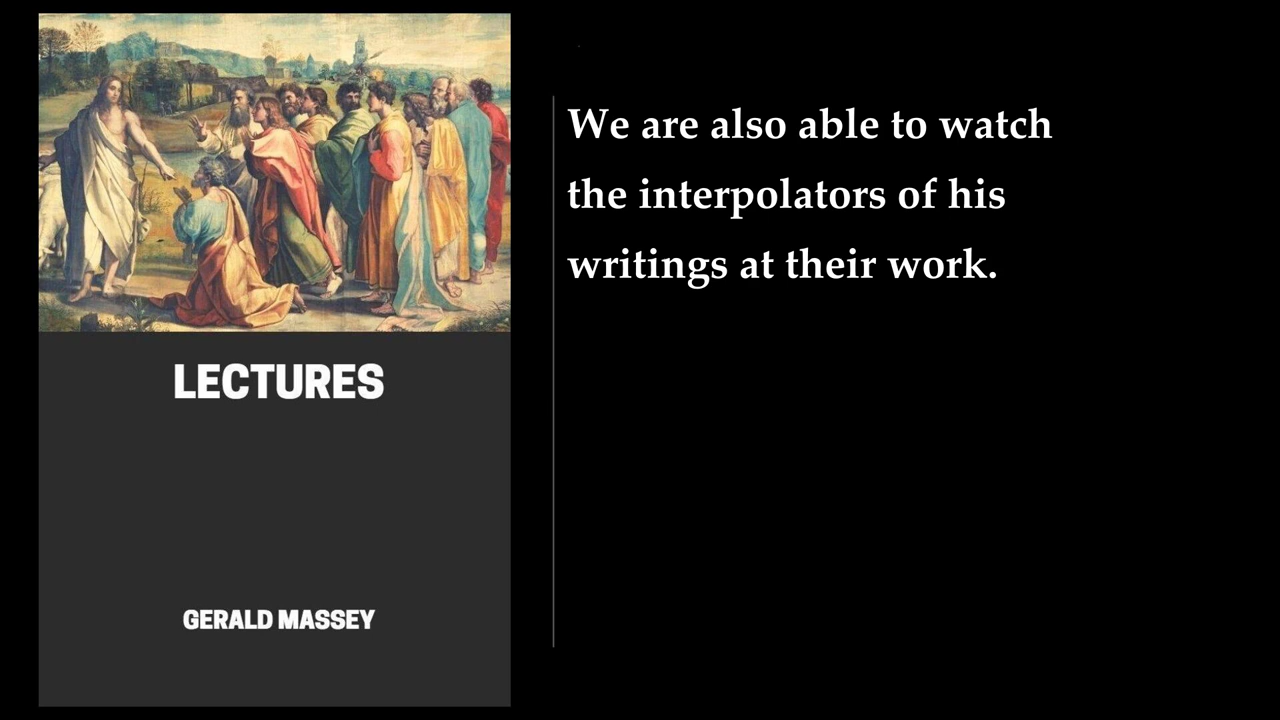 LECTURES
GERALD MASSEY
We are also able to watch
the interpolators of his
writings at their work.